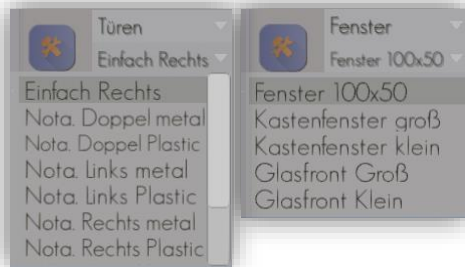 Türen
Einfach Rechts
Einfach Rechts
Nota. Doppel metal
Nota. Doppel Plastic
Nota. Links metal
Nota. Links Plastic
Nota. Rechts metal
Nota. Rechts Plastic
Fenster
Fenster 100x50
Fenster 100x50
Kastenfenster groß
Kastenfenster klein
Glasfront Groß
Glasfront Klein